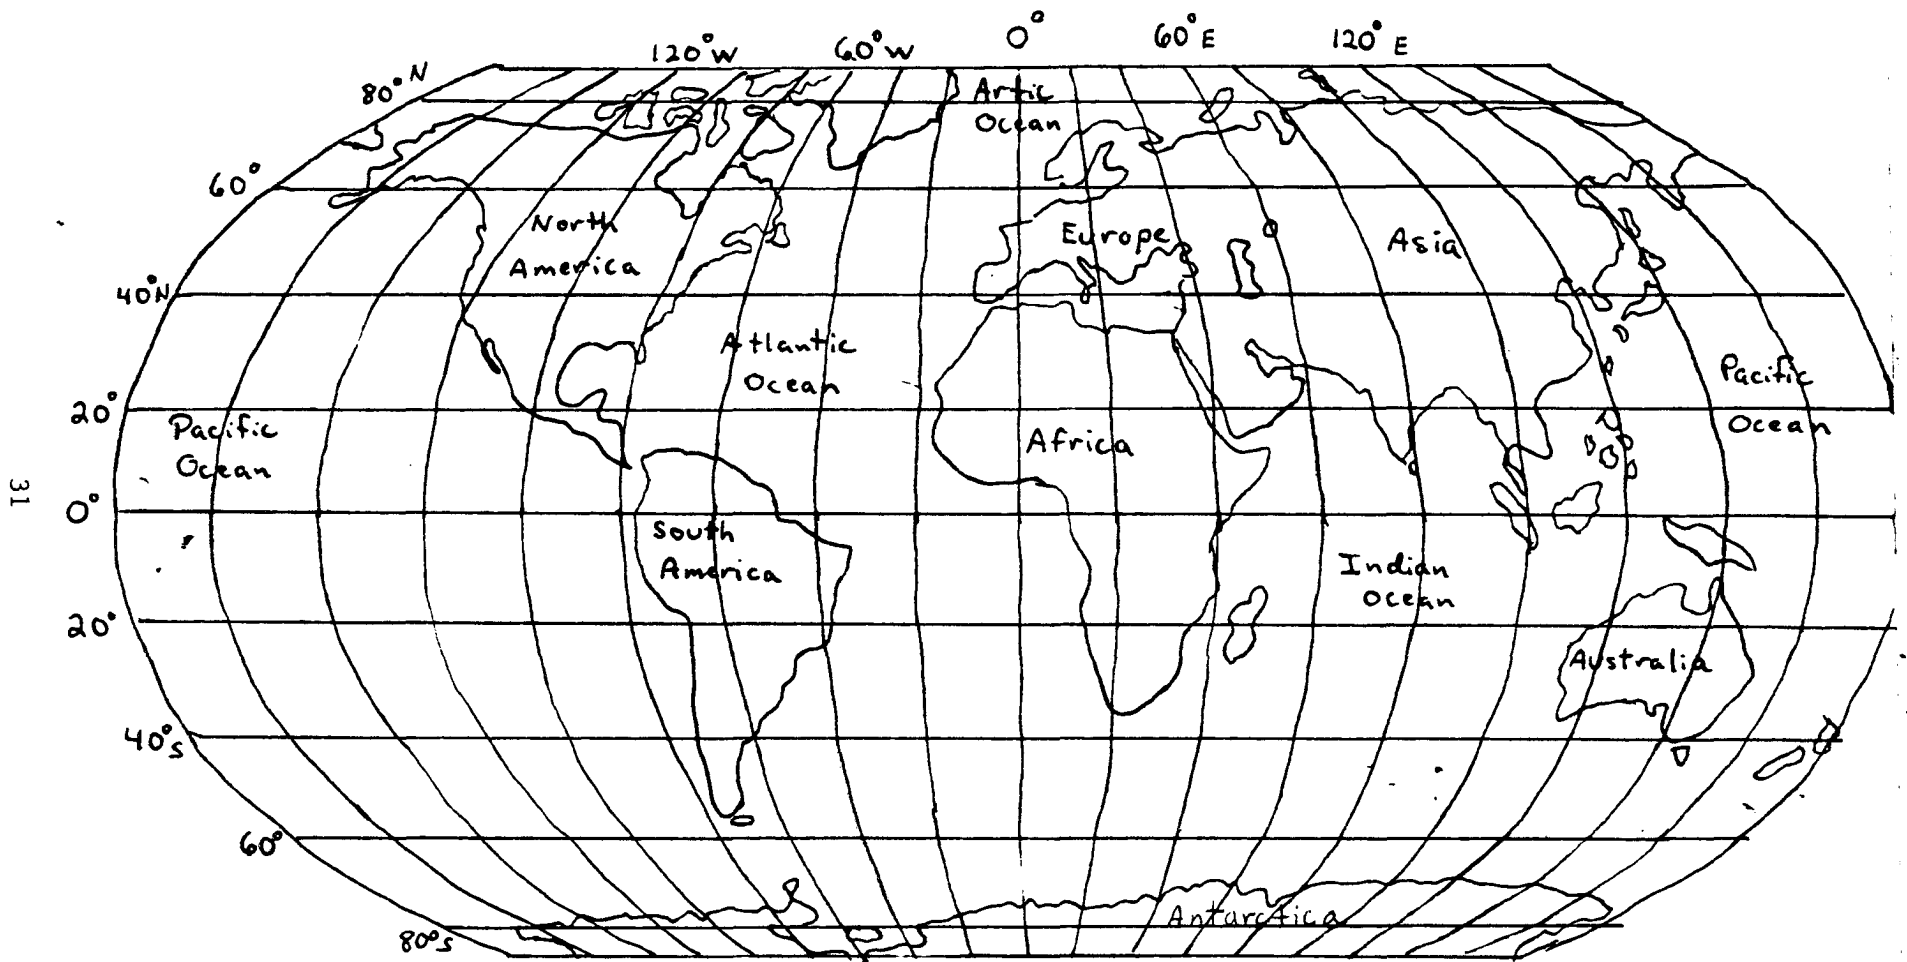 120°W 60°W 0° 60°E 120°E
80°N
Artic
Ocean
60°
North
America
Europe
Asia
40°N
Atlantic
Ocean
Pacific
Ocean
20°
Pacific
Ocean
Africa
31
0°
South
America
Indian
Ocean
20°
Australia
40°S
60°
Antarctica
80°S